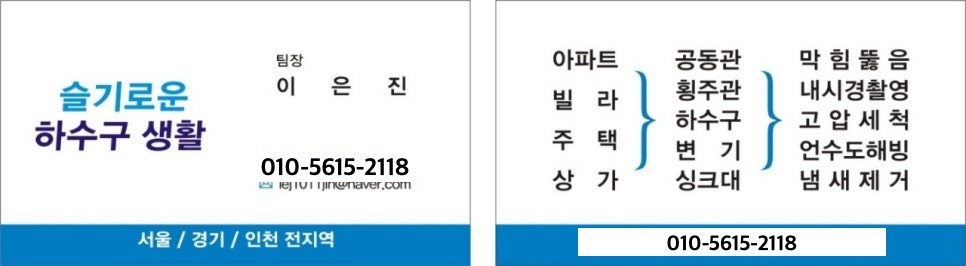 슬기로운
하수구 생활
팀장
이 은 진
010-5615-2118
서울 / 경기 / 인천 전지역
아파트
빌 라
주 택
상 가
공동관
횡주관
하수구
변 기
싱크대
막 힘 뚫 음
내시경촬영
고 압 세 척
언수도해빙
냄 새 제 거
010-5615-2118